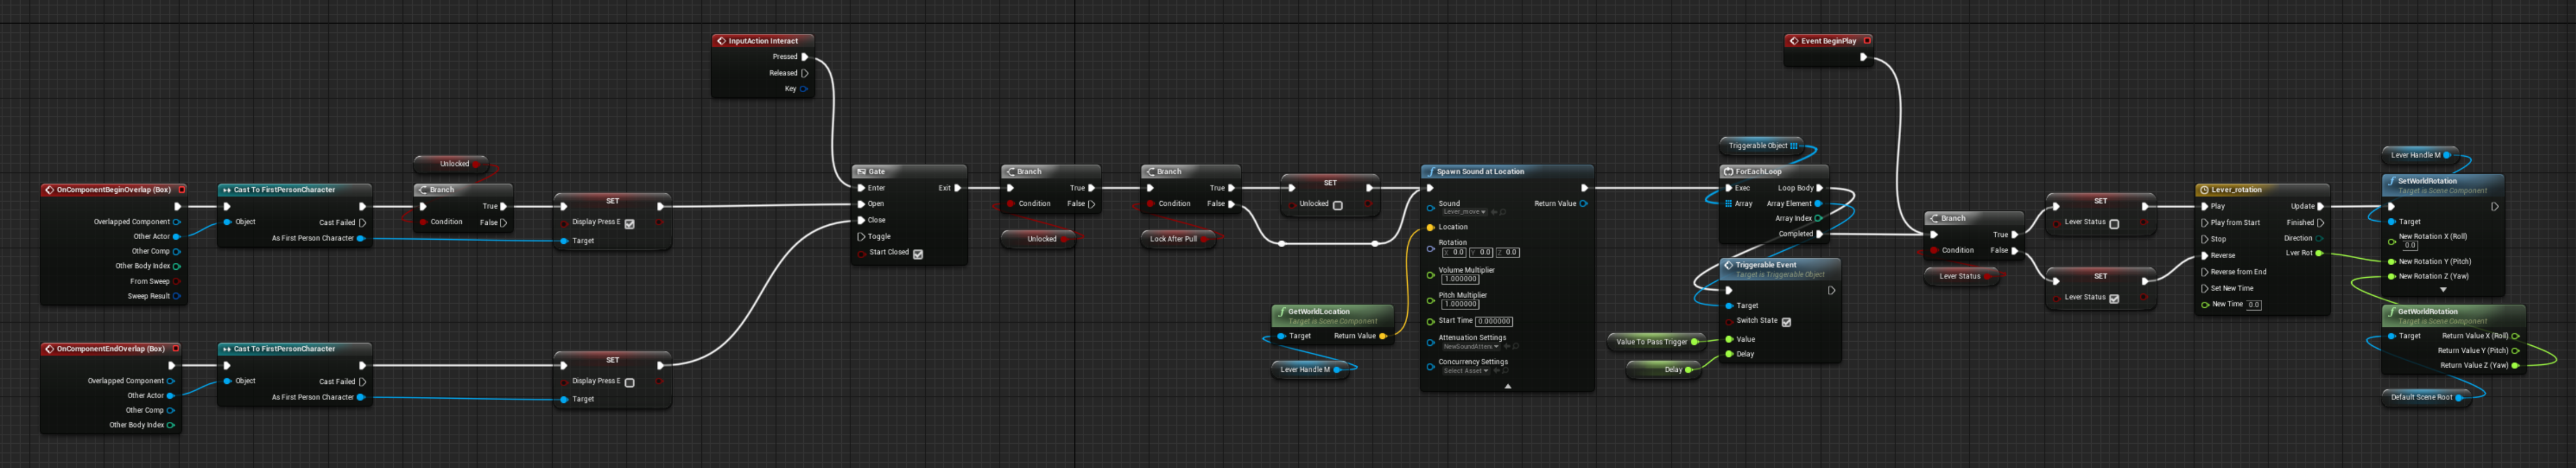 InputAction Interact
Pressed
Released
Key
Event BeginPlay
Unlocked
OnComponentBeginOverlap (Box)
Overlapped Component
Other Actor
Other Comp
Other Body Index
From Sweep
Sweep Result
Cast To FirstPersonCharacter
Object
Cast Failed
As First Person Character
Branch
True
Condition
False
SET
Display Press E
Target
OnComponentEndOverlap (Box)
Overlapped Component
Other Actor
Other Comp
Other Body Index
Cast To FirstPersonCharacter
Object
Cast Failed
As First Person Character
SET
Display Press E
Target
Gate
Enter
Exit
Open
Close
Toggle
Start Closed
Branch
True
Condition
False
Unlocked
Branch
True
Condition
False
Lock After Pull
SET
Unlocked
GetWorldLocation
Target is Scene Component
Target
Return Value
Lever Handle M
Spawn Sound at Location
Sound
Return Value
Lever_move
Location
Rotation
X 0.0 Y 0.0 Z 0.0
Volume Multiplier
1.000000
Pitch Multiplier
1.000000
Start Time 0.000000
Attenuation Settings
NewSoundAtten
Concurrency Settings
Select Asset
Triggerable Object
ForEachLoop
Exec
Loop Body
Array
Array Element
Array Index
Completed
Triggerable Event
Target is Triggerable Object
Target
Switch State
Value
Delay
Value To Pass Trigger
Delay
Branch
True
Condition
False
Lever Status
SET
Lever Status
SET
Lever Status
Lever_rotation
Play
Update
Play from Start
Finished
Stop
Direction
Reverse
Lver Rot
Reverse from End
Set New Time
New Time 0.0
Lever Handle M
SetWorldRotation
Target is Scene Component
Target
New Rotation X (Roll)
0.0
New Rotation Y (Pitch)
New Rotation Z (Yaw)
GetWorldRotation
Target is Scene Component
Target
Return Value X (Roll)
Return Value Y (Pitch)
Return Value Z (Yaw)
Default Scene Root